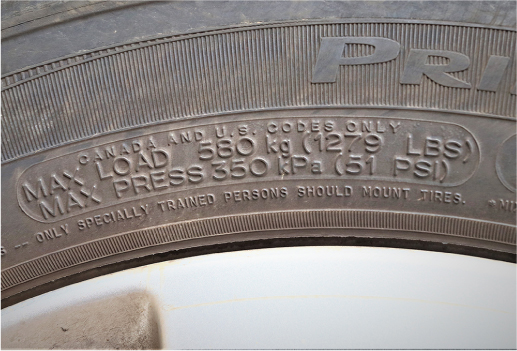 PRI
CANADA AND U.S. CODES ONLY
MAX LOAD 580 kg (1279 LBS)
MAX PRESS 350 kPa (51 PSI)
S -- ONLY SPECIALLY TRAINED PERSONS SHOULD MOUNT TIRES. *MI